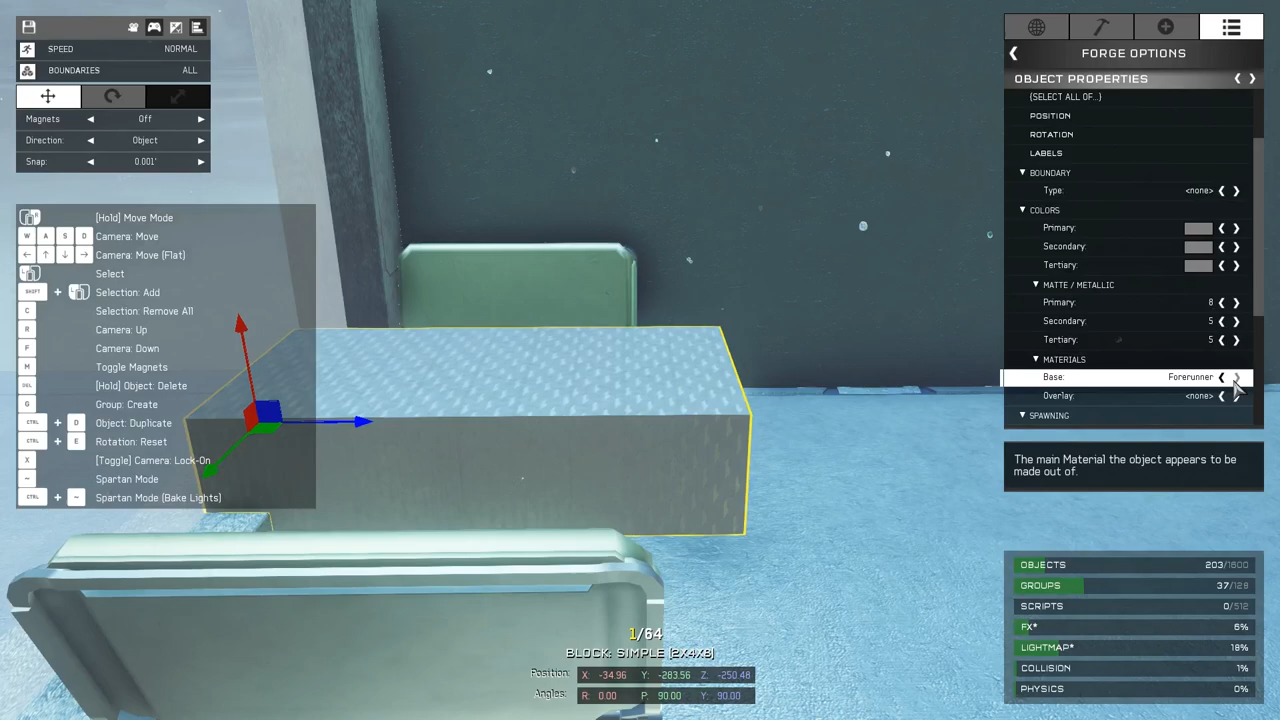 SPEED NORMAL
BOUNDARIES ALL
Magnets Off
Direction: Object
Snap: 0.001'
[Hold] Move Mode
W A S D Camera: Move
Camera: Move (Flat)
Select
SHIFT + Selection: Add
C Selection: Remove All
R Camera: Up
F Camera: Down
M Toggle Magnets
DEL [Hold] Object: Delete
G Group: Create
CTRL + D Object: Duplicate
CTRL + E Rotation: Reset
X [Toggle] Camera: Lock-On
~ Spartan Mode
CTRL + ~ Spartan Mode (Bake Lights)
FORGE OPTIONS
OBJECT PROPERTIES
(SELECT ALL OF...)
POSITION
ROTATION
LABELS
BOUNDARY
Type: <none>
COLORS
Primary:
Secondary:
Tertiary:
MATTE / METALLIC
Primary: 8
Secondary: 5
Tertiary: 5
MATERIALS
Base: Forerunner
Overlay: <none>
SPAWNING
The main Material the object appears to be
made out of.
OBJECTS 203/1600
GROUPS 37/128
SCRIPTS 0/512
FX* 6%
LIGHTMAP* 18%
COLLISION 1%
PHYSICS 0%
1/64
BLOCK: SIMPLE [2X4X8]
Position: X: -34.96 Y: -283.56 Z: -250.48
Angles: R: 0.00 P: 90.00 Y: 90.00